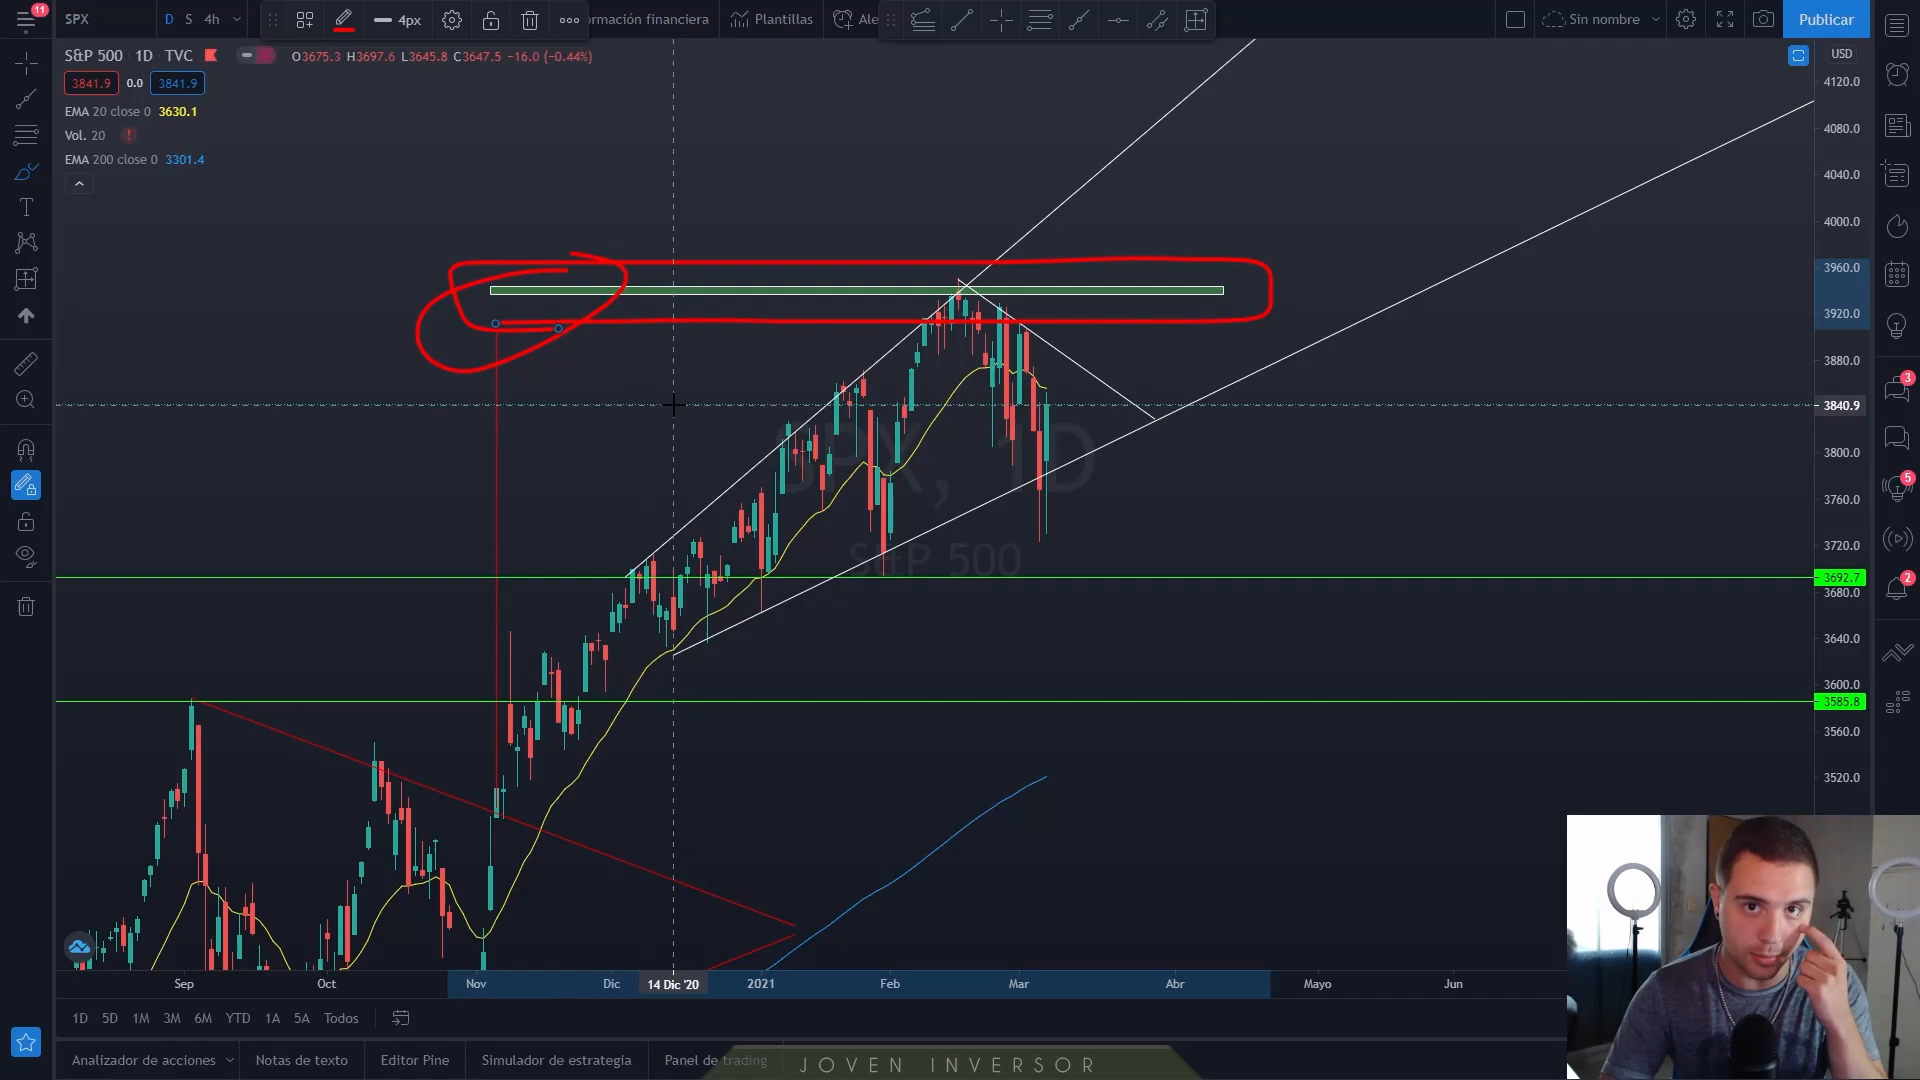 11
SPX
D S 4h
4px
ormación financiera
Plantillas
Ale
Sin nombre
Publicar
S&P 500 1D TVC
O3675.3 H3697.6 L3645.8 C3647.5 −16.0 (−0.44%)
3841.9 0.0 3841.9
EMA 20 close 0 3630.1
Vol. 20
EMA 200 close 0 3301.4
USD
4120.0
4080.0
4040.0
4000.0
3960.0
3920.0
3880.0
3840.9
3800.0
3760.0
3720.0
3692.7
3680.0
3640.0
3600.0
3585.8
3560.0
3520.0
SPX, 1D
S&P 500
3
5
2
Sep Oct Nov Dic 14 Dic '20 2021 Feb Mar Abr Mayo Jun
1D 5D 1M 3M 6M YTD 1A 5A Todos
Analizador de acciones Notas de texto Editor Pine Simulador de estrategia Panel de trading
JOVEN INVERSOR